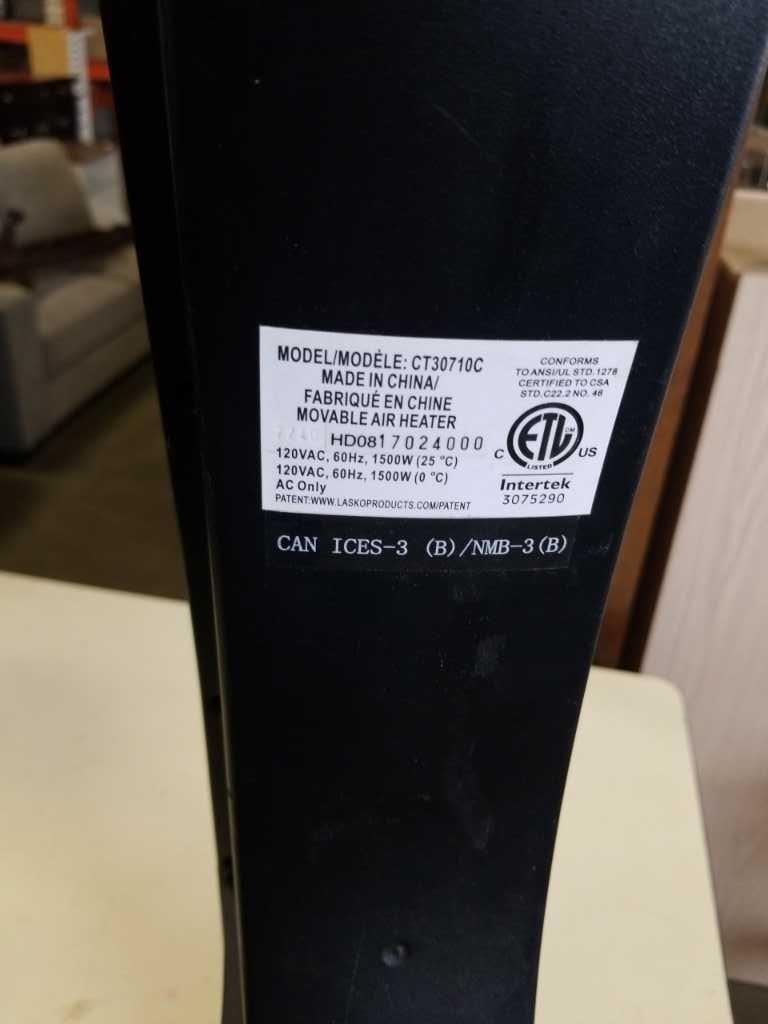 MODEL/MODÈLE: CT30710C
MADE IN CHINA/
FABRIQUÉ EN CHINE
MOVABLE AIR HEATER
HD0817024000
120VAC, 60Hz, 1500W (25 °C)
120VAC, 60Hz, 1500W (0 °C)
AC Only
PATENT:WWW.LASKOPRODUCTS.COM/PATENT
CONFORMS
TO ANSI/UL STD.1278
CERTIFIED TO CSA
STD.C22.2 NO. 46
C ETL CM US
LISTED
Intertek
3075290
CAN ICES-3 (B)/NMB-3(B)